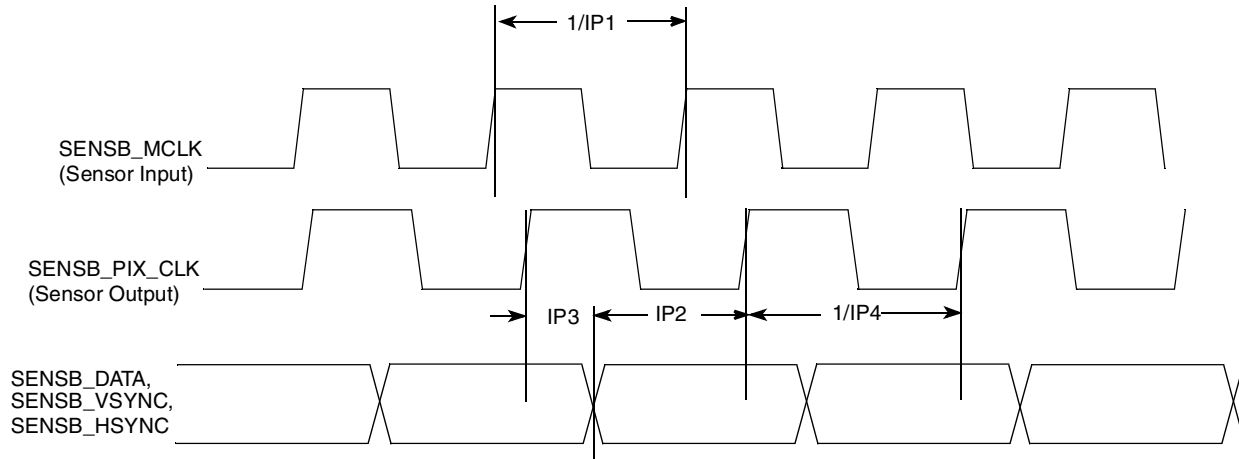 1/IP1
SENSB_MCLK
(Sensor Input)
SENSB_PIX_CLK
(Sensor Output)
IP3
IP2
1/IP4
SENSB_DATA,
SENSB_VSYNC,
SENSB_HSYNC